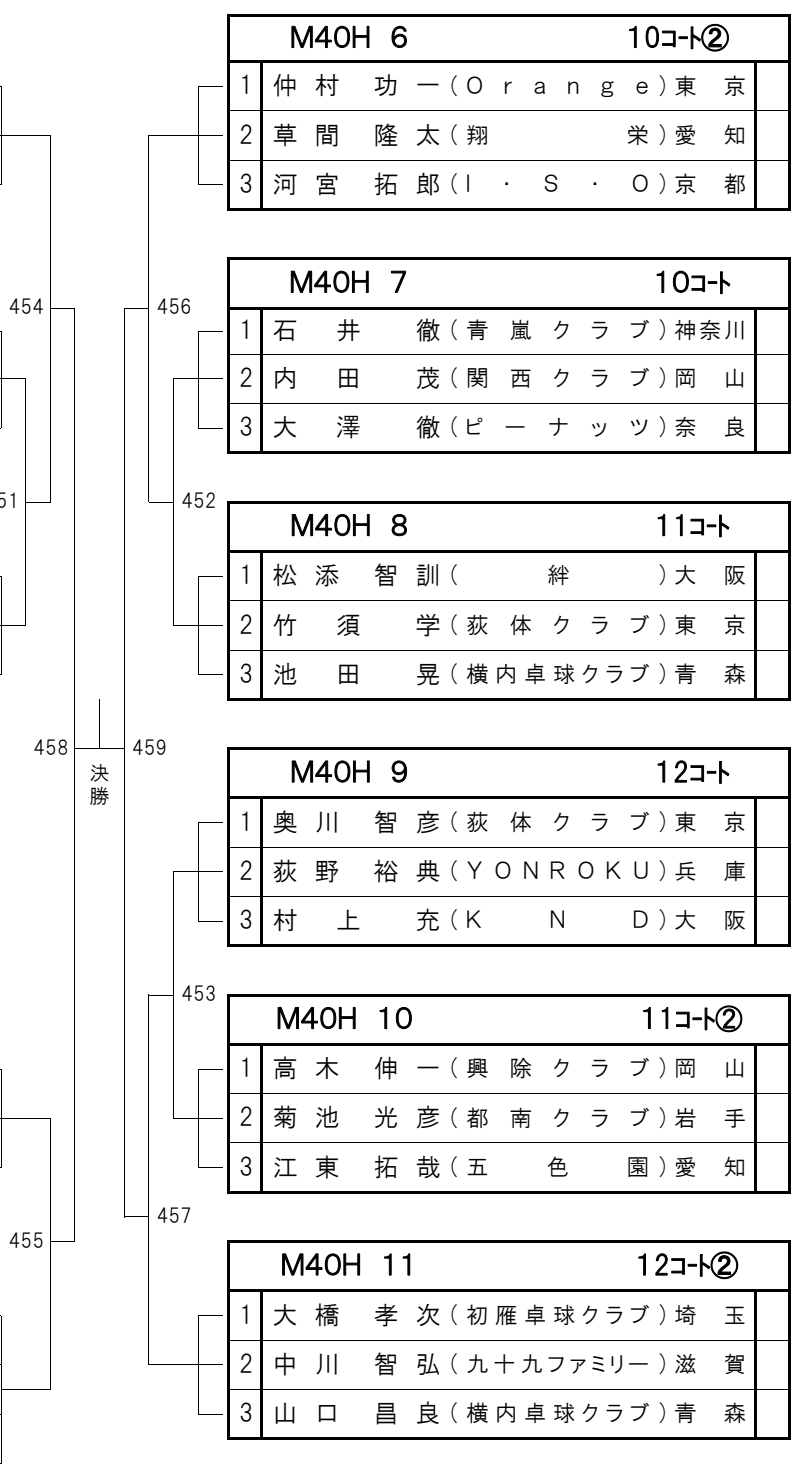 M40H 6 10コート②
1 仲村 功一(Orange)東京
2 草間 隆太(翔栄)愛知
3 河宮 拓郎(I・S・O)京都
454
456
M40H 7 10コート
1 石井 徹(青嵐クラブ)神奈川
2 内田 茂(関西クラブ)岡山
3 大澤 徹(ピーナッツ)奈良
51
452
M40H 8 11コート
1 松添 智訓(絆)大阪
2 竹須 学(荻体クラブ)東京
3 池田 晃(横内卓球クラブ)青森
458
459
決勝
M40H 9 12コート
1 奥川 智彦(荻体クラブ)東京
2 荻野 裕典(YONROKU)兵庫
3 村上 充(KND)大阪
453
M40H 10 11コート②
1 高木 伸一(興除クラブ)岡山
2 菊池 光彦(都南クラブ)岩手
3 江東 拓哉(五色園)愛知
457
455
M40H 11 12コート②
1 大橋 孝次(初雁卓球クラブ)埼玉
2 中川 智弘(九十九ファミリー)滋賀
3 山口 昌良(横内卓球クラブ)青森